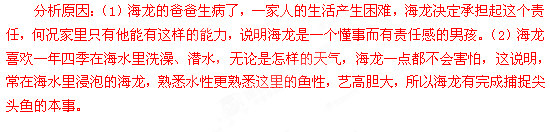 分析原因：（1）海龙的爸爸生病了，一家人的生活产生困难，海龙决定承担起这个责
任，何况家里只有他能有这样的能力，说明海龙是一个懂事而有责任感的男孩。（2）海龙
喜欢一年四季在海水里洗澡、潜水，无论是怎样的天气，海龙一点都不会害怕，这说明，
常在海水里浸泡的海龙，熟悉水性更熟悉这里的鱼性，艺高胆大，所以海龙有完成捕捉尖
头鱼的本事。